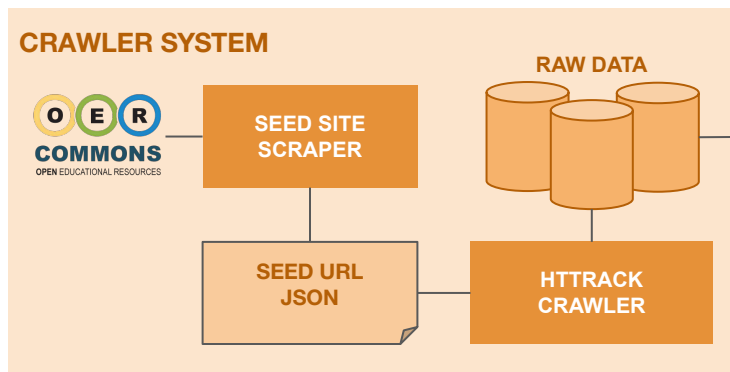 CRAWLER SYSTEM
RAW DATA
O E R
COMMONS
OPEN EDUCATIONAL RESOURCES
SEED SITE
SCRAPER
SEED URL
JSON
HTTRACK
CRAWLER